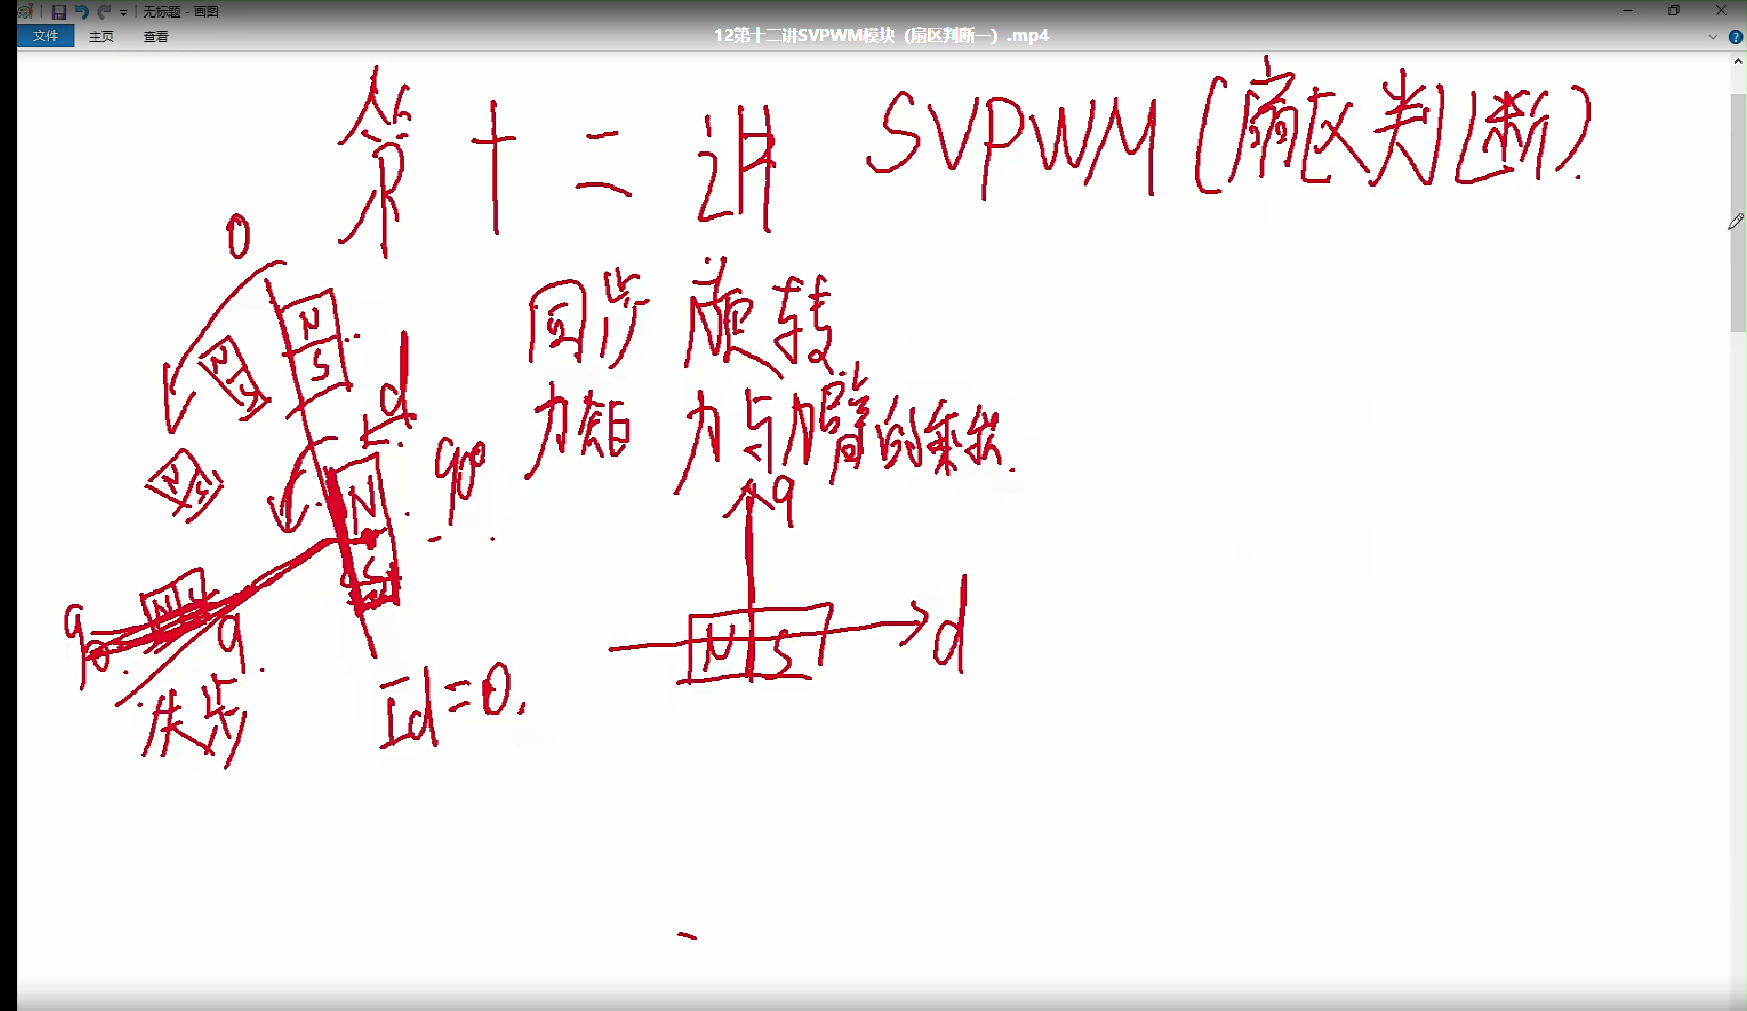 无标题 - 画图
文件 主页 查看
12第十二讲SVPWM模块（扇区判断一）.mp4
第十二讲 SVPWM(扇区判断)
0
同步旋转
N
S
N S
d
力矩 力与力臂的乘积.
90°
N
S
N S
q
N S
q
N S
d
q
q
失步
Id=0.